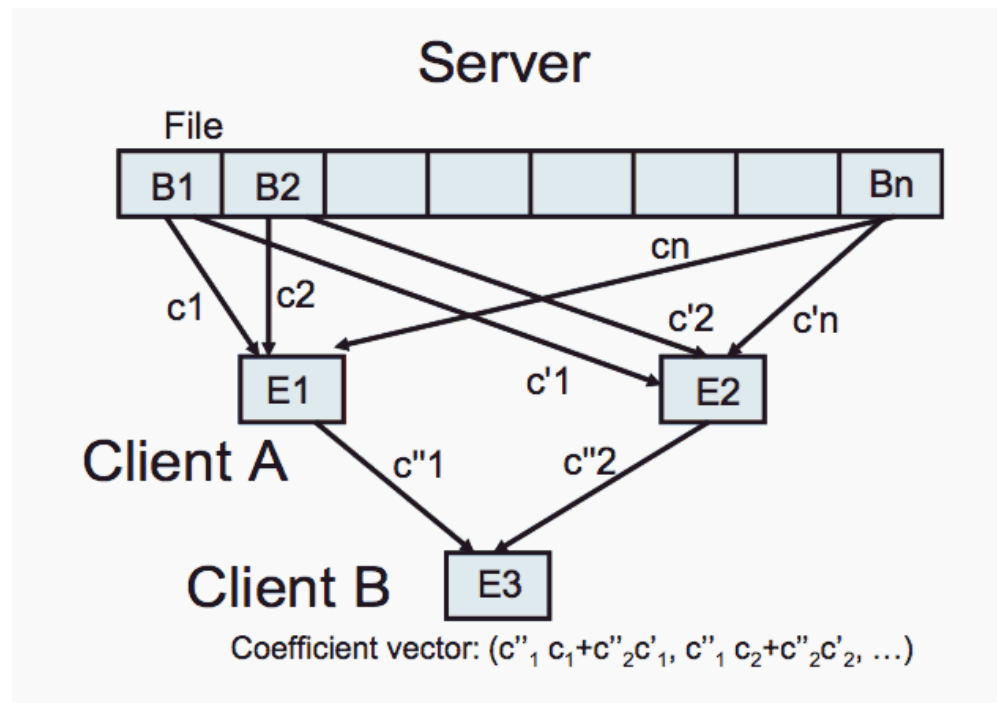 Server
File
B1 B2 Bn
cn
c1 c2 c'2 c'n
c'1
E1 E2
Client A
c"1 c"2
Client B
E3
Coefficient vector: (c”₁ c₁+c”₂c’₁, c”₁ c₂+c”₂c’₂, …)